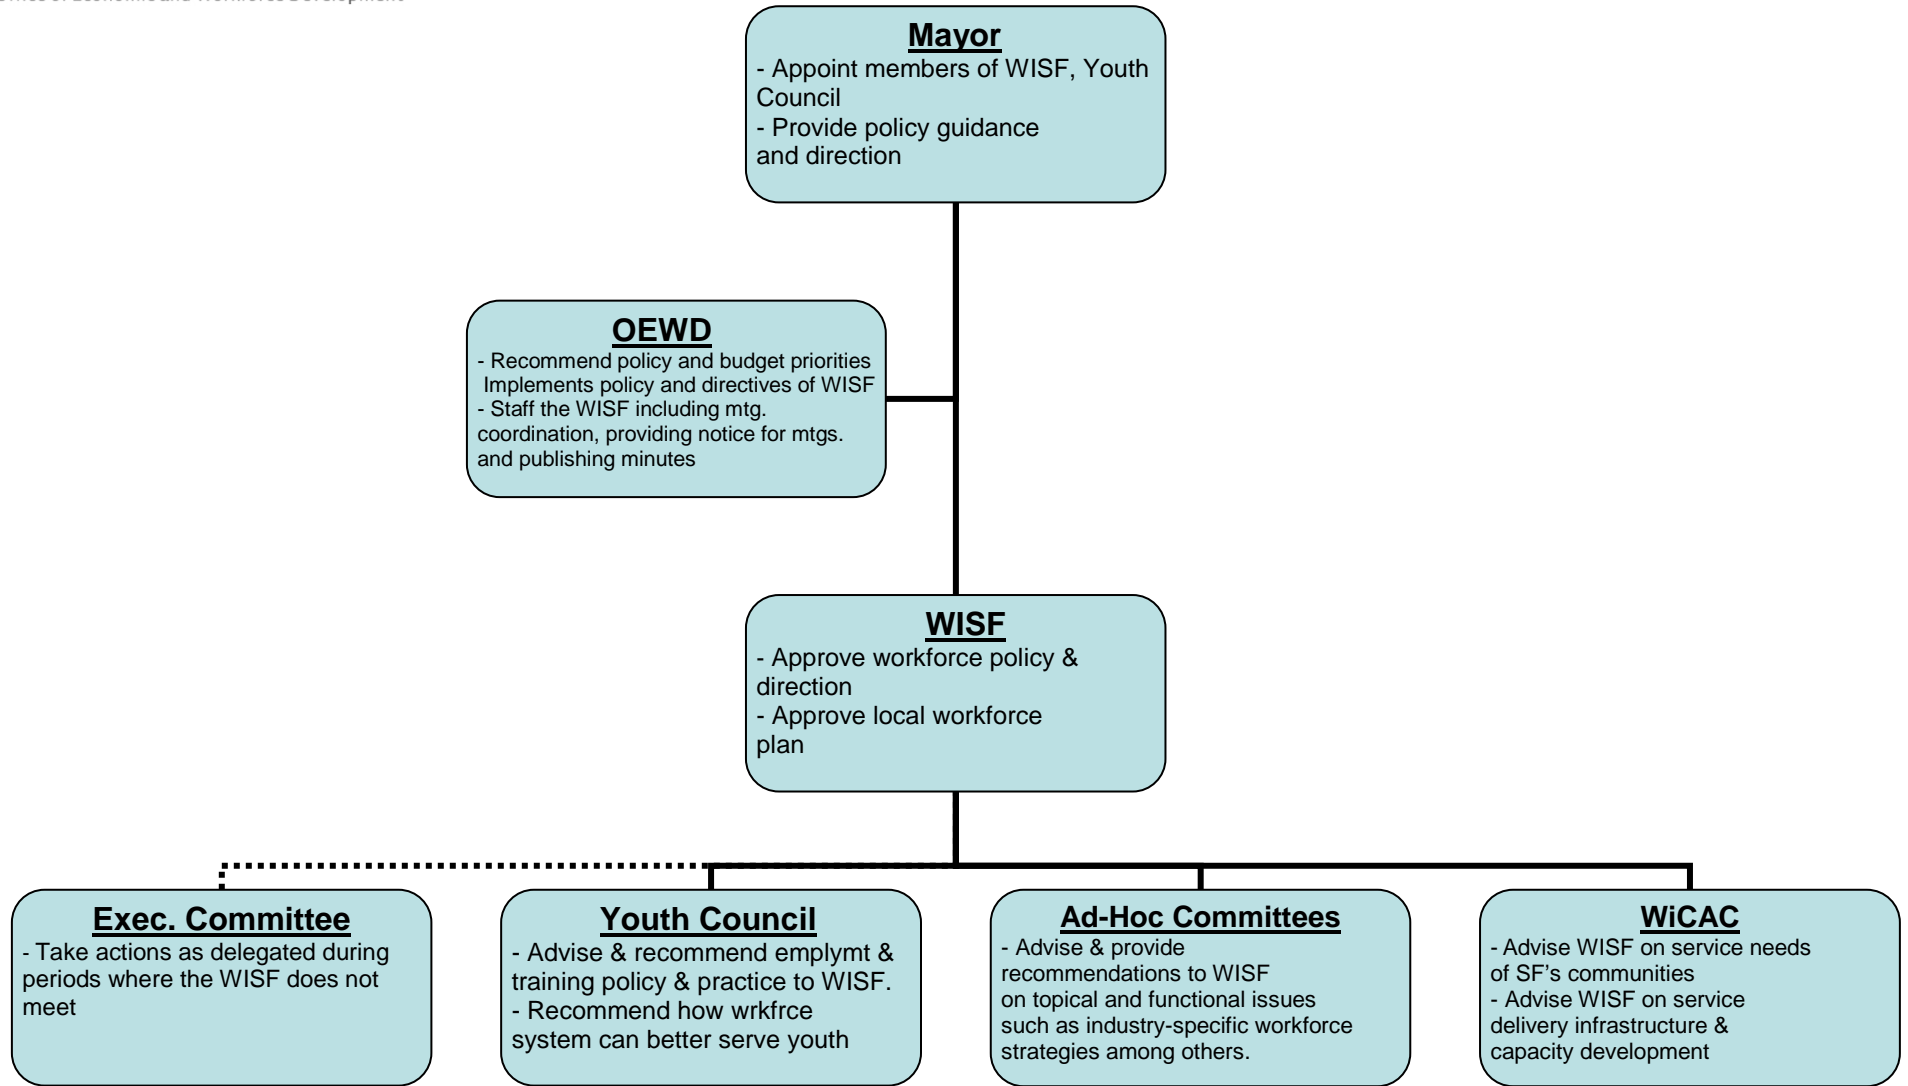 Office of Economic and Workforce Development
Mayor
- Appoint members of WISF, Youth
Council
- Provide policy guidance
and direction
OEWD
- Recommend policy and budget priorities
Implements policy and directives of WISF
- Staff the WISF including mtg.
coordination, providing notice for mtgs.
and publishing minutes
WISF
- Approve workforce policy &
direction
- Approve local workforce
plan
Exec. Committee
- Take actions as delegated during
periods where the WISF does not
meet
Youth Council
- Advise & recommend emplymt &
training policy & practice to WISF.
- Recommend how wrkfrce
system can better serve youth
Ad-Hoc Committees
- Advise & provide
recommendations to WISF
on topical and functional issues
such as industry-specific workforce
strategies among others.
WiCAC
- Advise WISF on service needs
of SF’s communities
- Advise WISF on service
delivery infrastructure &
capacity development